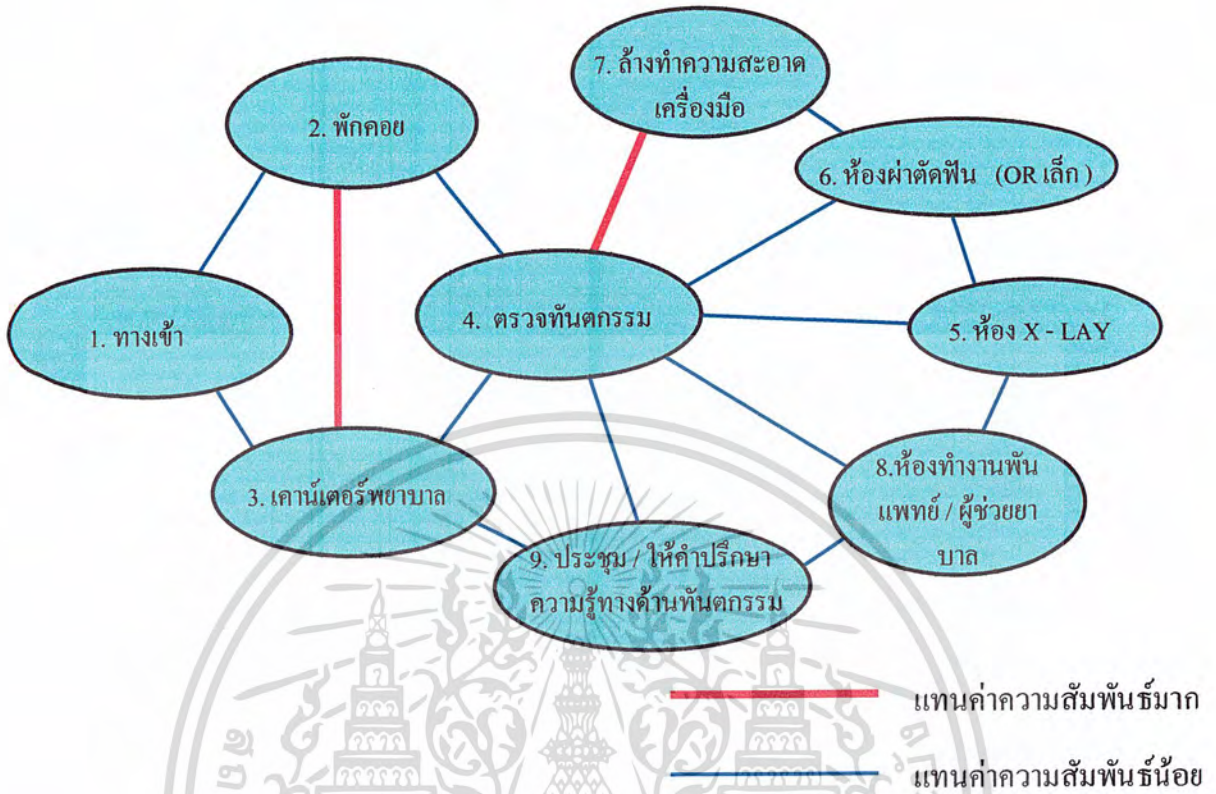 7. ล้างทำความสะอาด
เครื่องมือ
2. พักคอย
6. ห้องผ่าตัดฟัน (OR เล็ก )
1. ทางเข้า
4. ตรวจทันตกรรม
5. ห้อง X - LAY
3. เคาน์เตอร์พยาบาล
8.ห้องทำงานพัน
แพทย์ / ผู้ช่วยยา
บาล
9. ประชุม / ให้คำปรึกษา
ความรู้ทางด้านทันตกรรม
แทนค่าความสัมพันธ์มาก
แทนค่าความสัมพันธ์น้อย